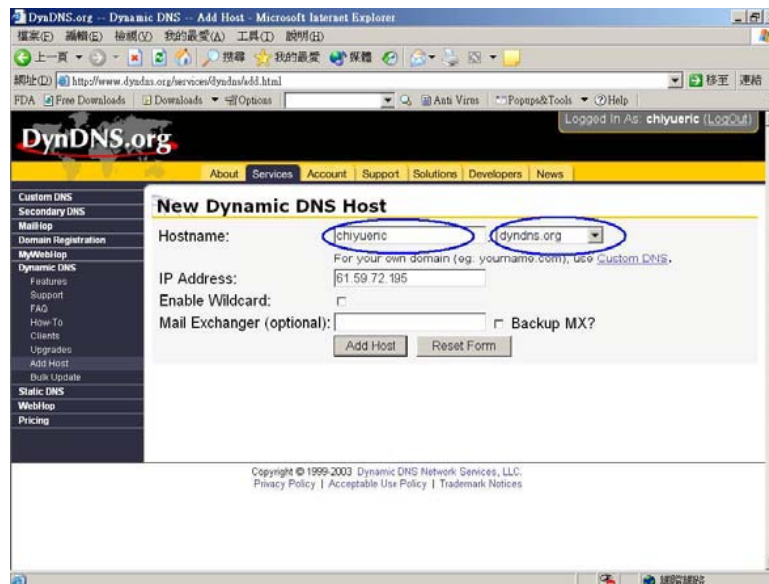 DynDNS.org -- Dynamic DNS -- Add Host - Microsoft Internet Explorer
檔案(F) 編輯(E) 檢視(V) 我的最愛(A) 工具(T) 說明(H)
上一頁 搜尋 我的最愛 媒體
網址(D) http://www.dyndns.org/services/dyndns/add.html 移至 連結
FDA Free Downloads Downloads Options Anti Virus Popups&Tools Help
Logged In As: chiyueric (LogOut)
DynDNS.org
About Services Account Support Solutions Developers News
Custom DNS
Secondary DNS
MailHop
Domain Registration
MyWebHop
Dynamic DNS
Features
Support
FAQ
How-To
Clients
Upgrades
Add Host
Bulk Update
Static DNS
WebHop
Pricing
New Dynamic DNS Host
Hostname: chiyueric . dyndns.org
For your own domain (eg: yourname.com), use Custom DNS.
IP Address: 61.59.72.195
Enable Wildcard:
Mail Exchanger (optional): Backup MX?
Add Host Reset Form
Copyright © 1999-2003 Dynamic DNS Network Services, LLC.
Privacy Policy | Acceptable Use Policy | Trademark Notices
網際網路